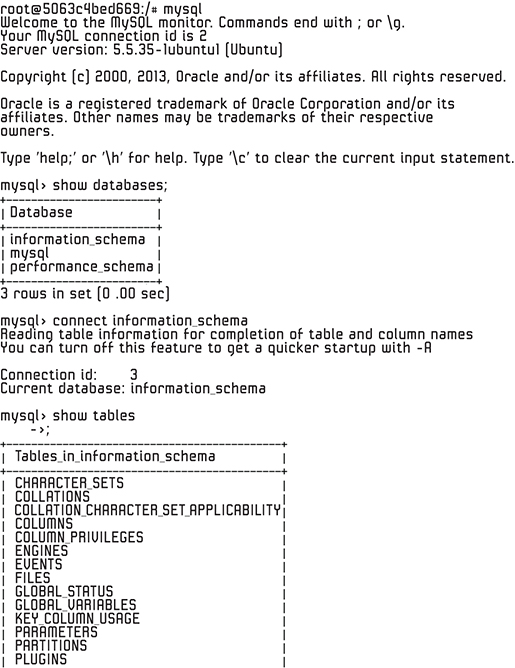 root@5063c4bed669:/# mysql
Welcome to the MySQL monitor. Commands end with ; or \g.
Your MySQL connection id is 2
Server version: 5.5.35-1ubuntu1 (Ubuntu)
Copyright (c) 2000, 2013, Oracle and/or its affiliates. All rights reserved.
Oracle is a registered trademark of Oracle Corporation and/or its
affiliates. Other names may be trademarks of their respective
owners.
Type 'help;' or '\h' for help. Type '\c' to clear the current input statement.
mysql> show databases;
+--------------------+
| Database |
+--------------------+
| information_schema |
| mysql |
| performance_schema |
+--------------------+
3 rows in set (0 .00 sec)
mysql> connect information_schema
Reading table information for completion of table and column names
You can turn off this feature to get a quicker startup with -A
Connection id: 3
Current database: information_schema
mysql> show tables
->;
+---------------------------------------+
| Tables_in_information_schema |
+---------------------------------------+
| CHARACTER_SETS |
| COLLATIONS |
| COLLATION_CHARACTER_SET_APPLICABILITY |
| COLUMNS |
| COLUMN_PRIVILEGES |
| ENGINES |
| EVENTS |
| FILES |
| GLOBAL_STATUS |
| GLOBAL_VARIABLES |
| KEY_COLUMN_USAGE |
| PARAMETERS |
| PARTITIONS |
| PLUGINS |